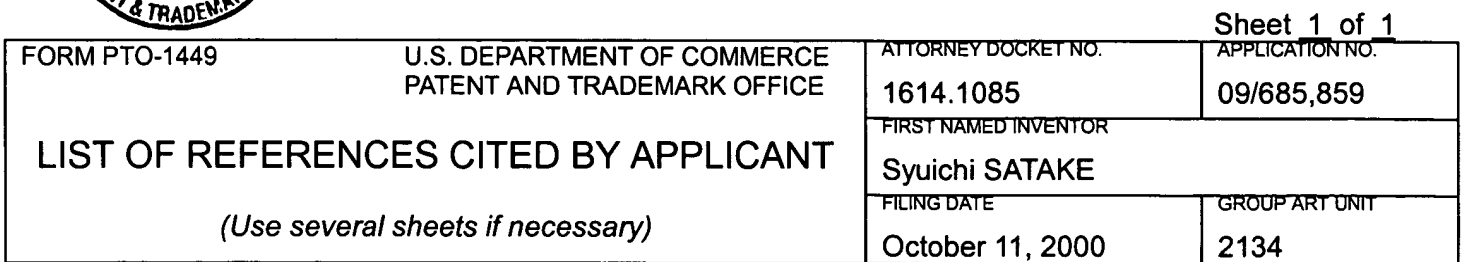 & TRADEMA
Sheet 1 of 1
FORM PTO-1449
U.S. DEPARTMENT OF COMMERCE
PATENT AND TRADEMARK OFFICE
ATTORNEY DOCKET NO.
1614.1085
APPLICATION NO.
09/685,859
LIST OF REFERENCES CITED BY APPLICANT
(Use several sheets if necessary)
FIRST NAMED INVENTOR
Syuichi SATAKE
FILING DATE
October 11, 2000
GROUP ART UNIT
2134